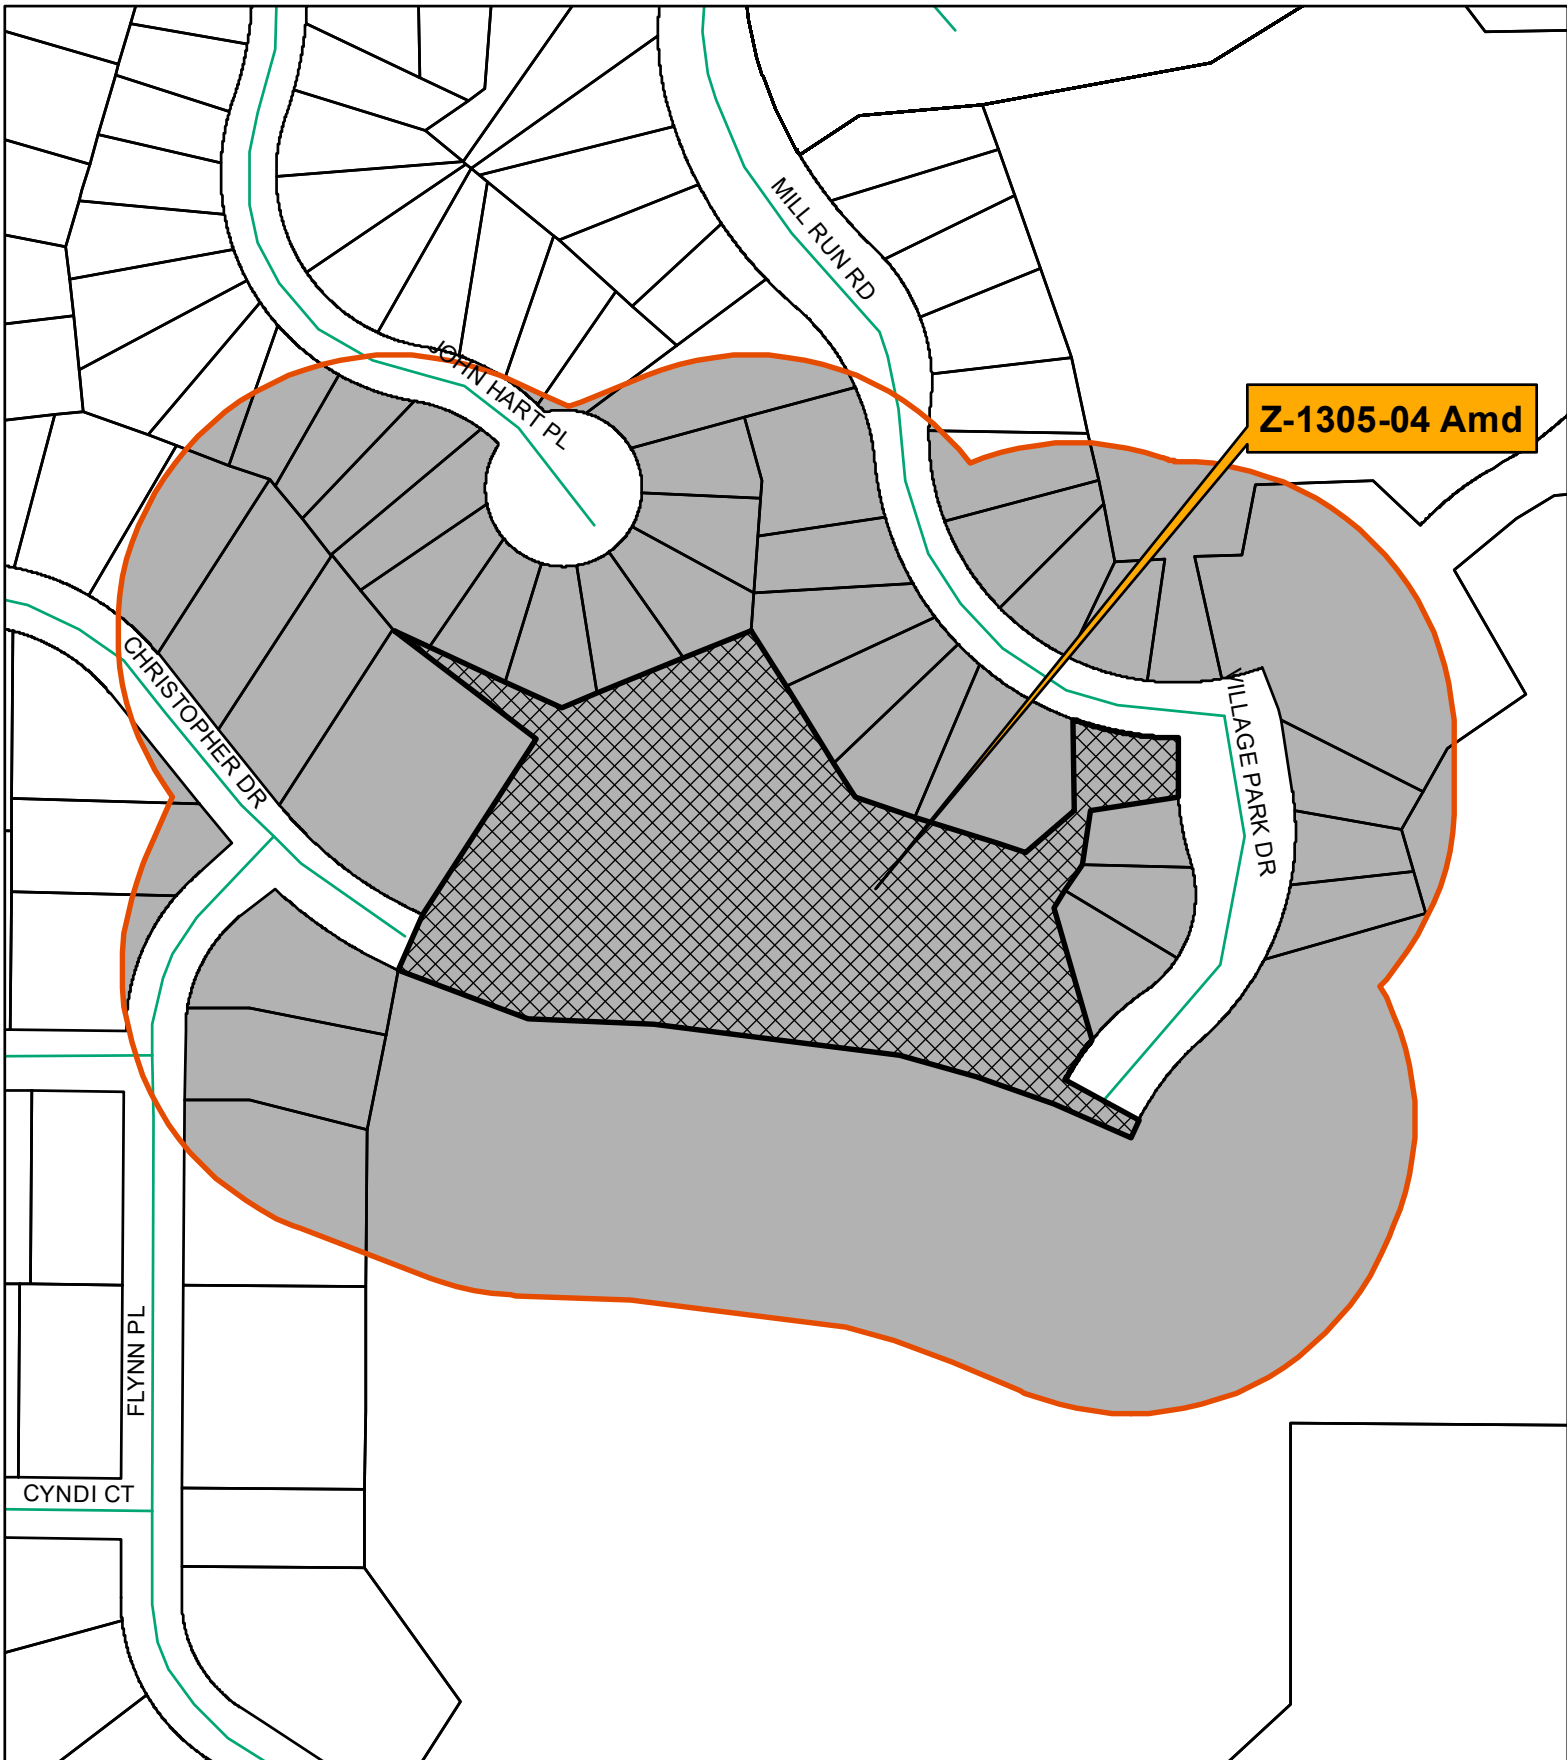 MILL RUN RD
JOHN HART PL
Z-1305-04 Amd
CHRISTOPHER DR
VILLAGE PARK DR
FLYNN PL
CYNDI CT